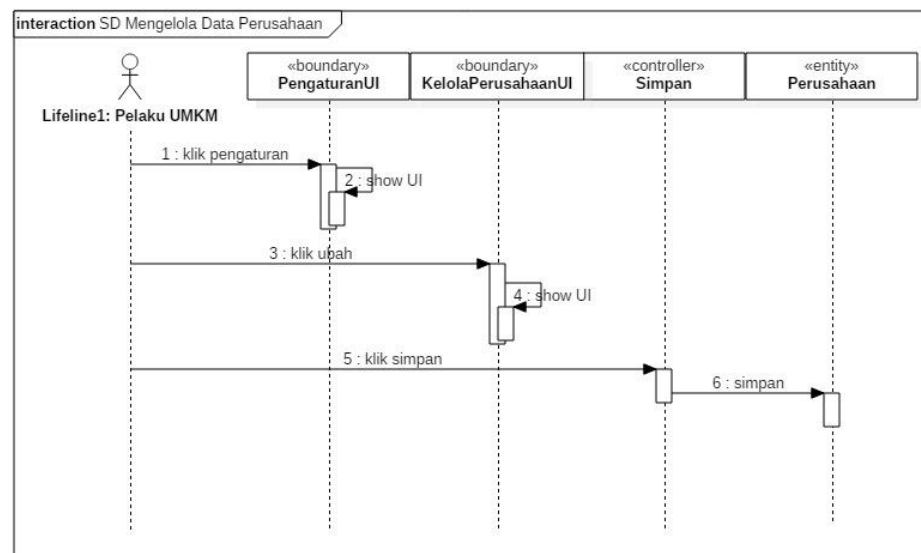 interaction SD Mengelola Data Perusahaan
«boundary»
PengaturanUI
«boundary»
KelolaPerusahaanUI
«controller»
Simpan
«entity»
Perusahaan
Lifeline1: Pelaku UMKM
1 : klik pengaturan
2 : show UI
3 : klik ubah
4 : show UI
5 : klik simpan
6 : simpan